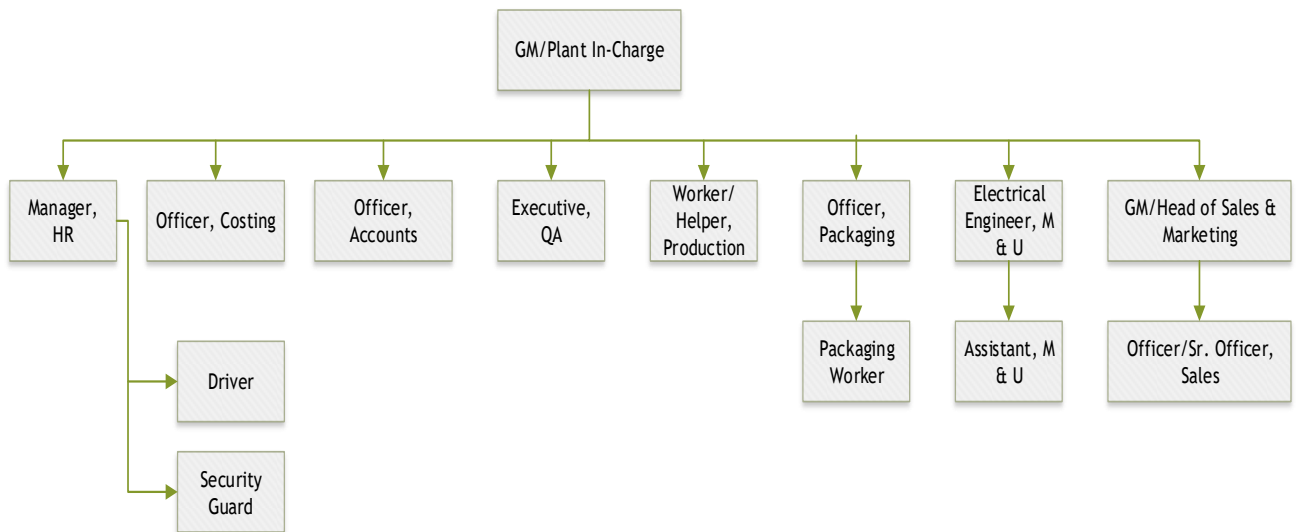 GM/Plant In-Charge
Manager,
HR
Officer, Costing
Officer,
Accounts
Executive,
QA
Worker/
Helper,
Production
Officer,
Packaging
Electrical
Engineer, M
& U
GM/Head of Sales &
Marketing
Driver
Security
Guard
Packaging
Worker
Assistant, M
& U
Officer/Sr. Officer,
Sales